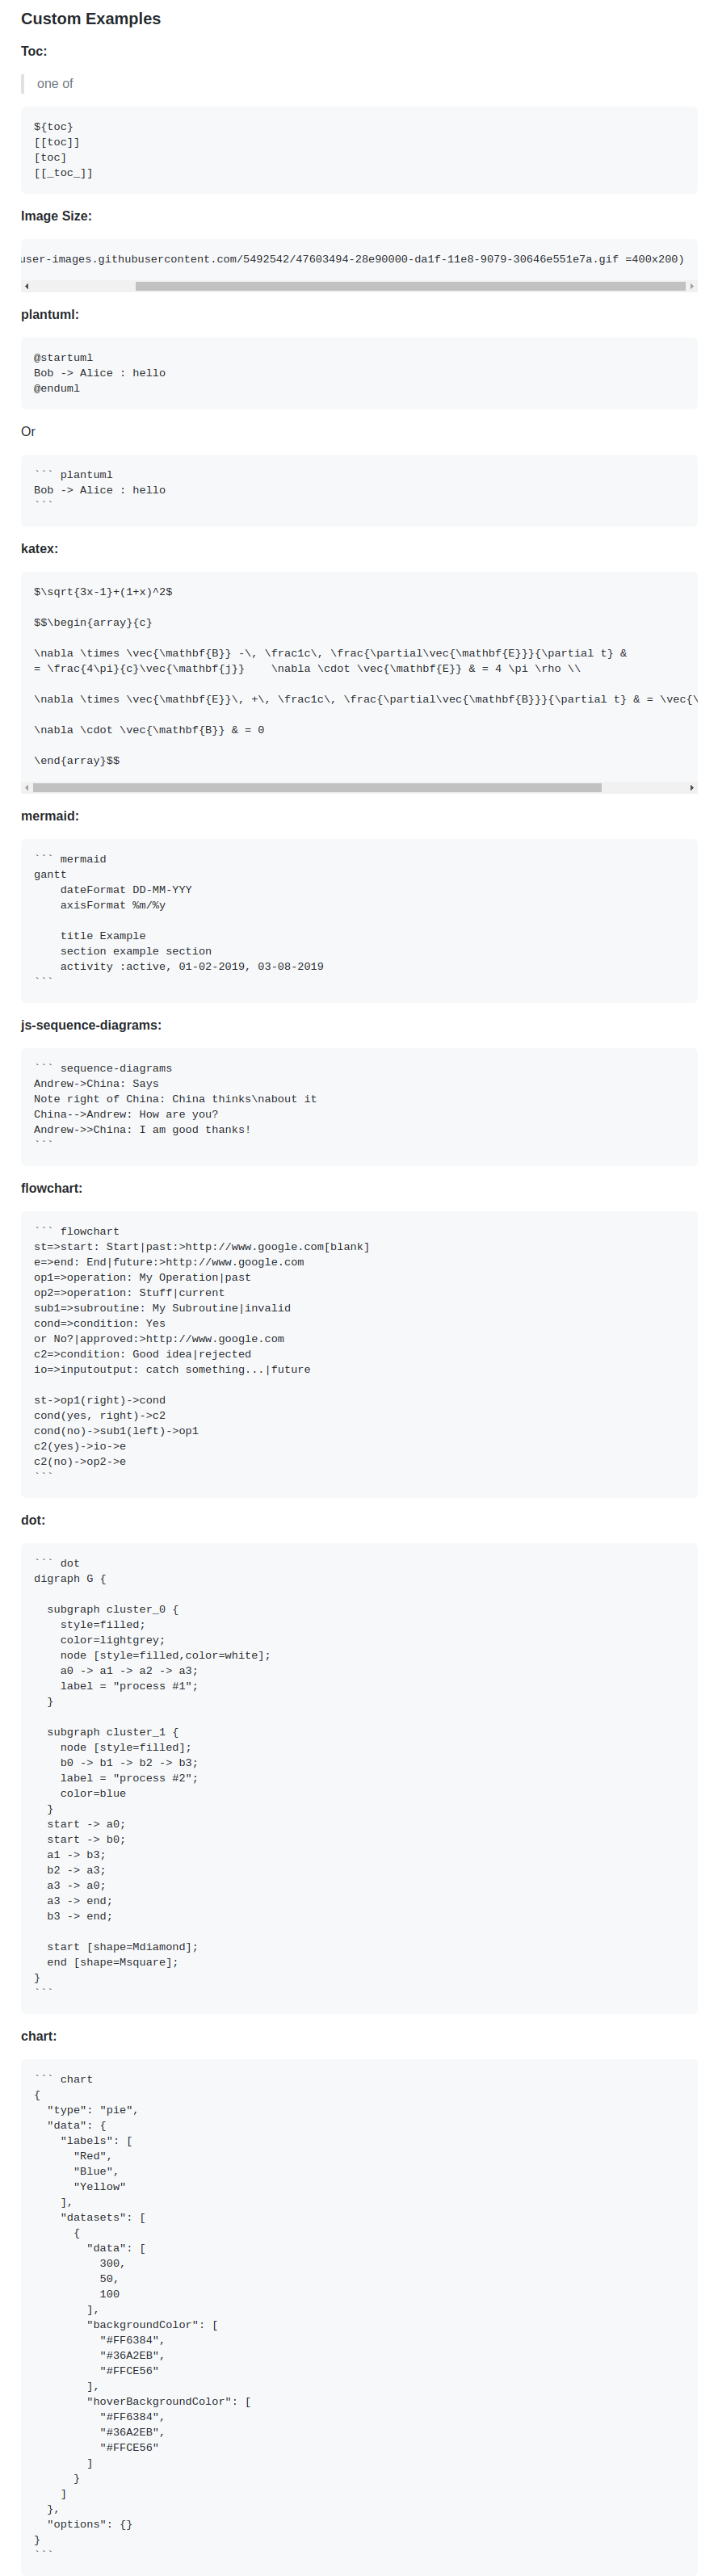 Custom Examples
Toc:
one of
${toc}
[[toc]]
[toc]
[[_toc_]]
Image Size:
user-images.githubusercontent.com/5492542/47603494-28e90000-da1f-11e8-9079-30646e551e7a.gif =400x200)
plantuml:
@startuml
Bob -> Alice : hello
@enduml
Or
``` plantuml
Bob -> Alice : hello
```
katex:
$\sqrt{3x-1}+(1+x)^2$
$$\begin{array}{c}
\nabla \times \vec{\mathbf{B}} -\, \frac1c\, \frac{\partial\vec{\mathbf{E}}}{\partial t} &
= \frac{4\pi}{c}\vec{\mathbf{j}}    \nabla \cdot \vec{\mathbf{E}} & = 4 \pi \rho \\
\nabla \times \vec{\mathbf{E}}\, +\, \frac1c\, \frac{\partial\vec{\mathbf{B}}}{\partial t} & = \vec{\
\nabla \cdot \vec{\mathbf{B}} & = 0
\end{array}$$
mermaid:
``` mermaid
gantt
    dateFormat DD-MM-YYY
    axisFormat %m/%y
    title Example
    section example section
    activity :active, 01-02-2019, 03-08-2019
```
js-sequence-diagrams:
``` sequence-diagrams
Andrew->China: Says
Note right of China: China thinks\nabout it
China-->Andrew: How are you?
Andrew->>China: I am good thanks!
```
flowchart:
``` flowchart
st=>start: Start|past:>http://www.google.com[blank]
e=>end: End|future:>http://www.google.com
op1=>operation: My Operation|past
op2=>operation: Stuff|current
sub1=>subroutine: My Subroutine|invalid
cond=>condition: Yes
or No?|approved:>http://www.google.com
c2=>condition: Good idea|rejected
io=>inputoutput: catch something...|future
st->op1(right)->cond
cond(yes, right)->c2
cond(no)->sub1(left)->op1
c2(yes)->io->e
c2(no)->op2->e
```
dot:
``` dot
digraph G {
  subgraph cluster_0 {
    style=filled;
    color=lightgrey;
    node [style=filled,color=white];
    a0 -> a1 -> a2 -> a3;
    label = "process #1";
  }
  subgraph cluster_1 {
    node [style=filled];
    b0 -> b1 -> b2 -> b3;
    label = "process #2";
    color=blue
  }
  start -> a0;
  start -> b0;
  a1 -> b3;
  b2 -> a3;
  a3 -> a0;
  a3 -> end;
  b3 -> end;
  start [shape=Mdiamond];
  end [shape=Msquare];
}
```
chart:
``` chart
{
  "type": "pie",
  "data": {
    "labels": [
      "Red",
      "Blue",
      "Yellow"
    ],
    "datasets": [
      {
        "data": [
          300,
          50,
          100
        ],
        "backgroundColor": [
          "#FF6384",
          "#36A2EB",
          "#FFCE56"
        ],
        "hoverBackgroundColor": [
          "#FF6384",
          "#36A2EB",
          "#FFCE56"
        ]
      }
    ]
  },
  "options": {}
}
```